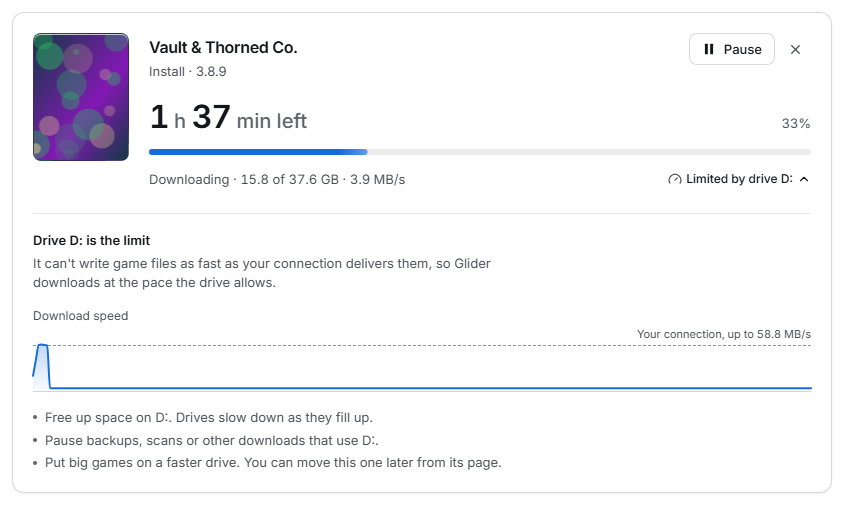 Vault & Thorned Co.
Pause
Install · 3.8.9
1 h 37 min left
33%
Downloading · 15.8 of 37.6 GB · 3.9 MB/s
Limited by drive D:
Drive D: is the limit
It can't write game files as fast as your connection delivers them, so Glider
downloads at the pace the drive allows.
Download speed
Your connection, up to 58.8 MB/s
• Free up space on D:. Drives slow down as they fill up.
• Pause backups, scans or other downloads that use D:.
• Put big games on a faster drive. You can move this one later from its page.